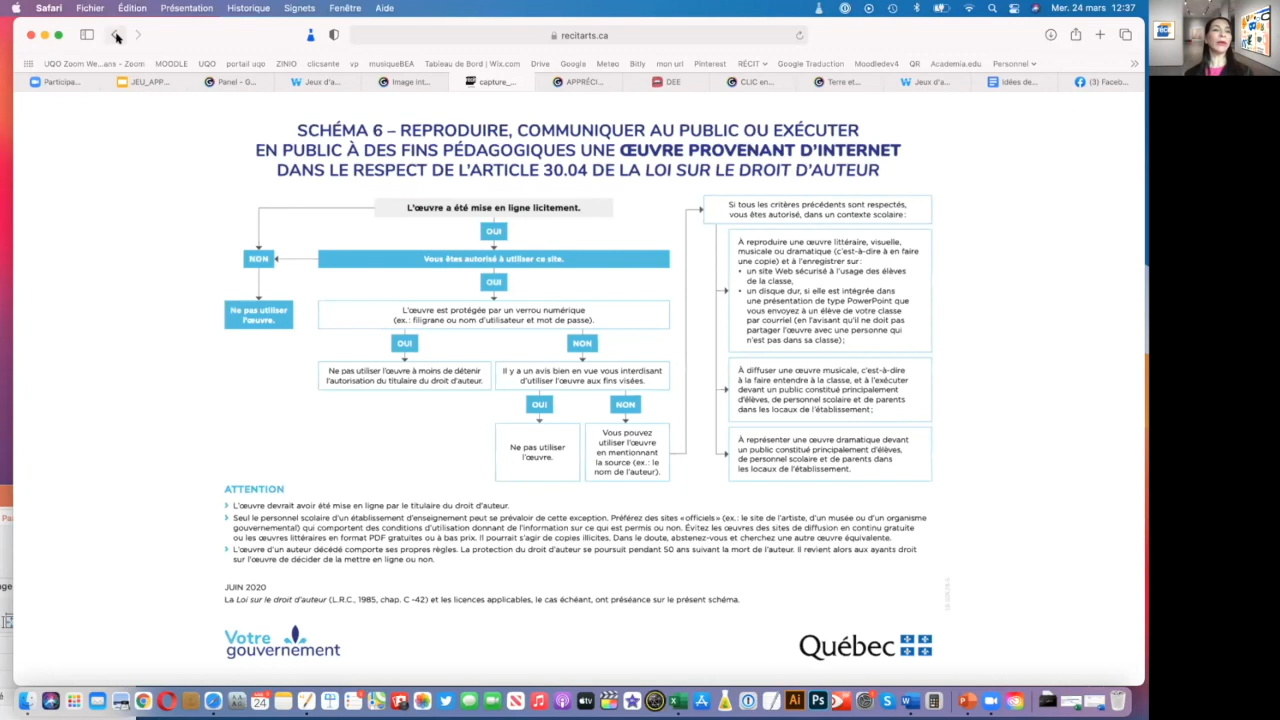 Safari Fichier Édition Présentation Historique Signets Fenêtre Aide
Mer. 24 mars 12:37
recitarts.ca
UQO Zoom We...ans – Zoom MOODLE UQO portail uqo ZINIO clicsante vp musiqueBEA Tableau de Bord | Wix.com Drive Google Meteo Bitly mon url Pinterest RÉCIT Google Traduction Moodledev4 QR Academia.edu Personnel
Participa... JEU_APP... Panel - G... Jeux d'a... Image int... capture_... APPRÉCI... DEE CLIC en... Terre et... Jeux d'a... Idées de... (3) Faceb...
SCHÉMA 6 – REPRODUIRE, COMMUNIQUER AU PUBLIC OU EXÉCUTER
EN PUBLIC À DES FINS PÉDAGOGIQUES UNE ŒUVRE PROVENANT D'INTERNET
DANS LE RESPECT DE L'ARTICLE 30.04 DE LA LOI SUR LE DROIT D'AUTEUR
L'œuvre a été mise en ligne licitement.
OUI
NON
Vous êtes autorisé à utiliser ce site.
OUI
Ne pas utiliser
l'œuvre.
L'œuvre est protégée par un verrou numérique
(ex. : filigrane ou nom d'utilisateur et mot de passe).
OUI
NON
Ne pas utiliser l'œuvre à moins de détenir
l'autorisation du titulaire du droit d'auteur.
Il y a un avis bien en vue vous interdisant
d'utiliser l'œuvre aux fins visées.
OUI
NON
Ne pas utiliser
l'œuvre.
Vous pouvez
utiliser l'œuvre
en mentionnant
la source (ex. : le
nom de l'auteur).
Si tous les critères précédents sont respectés,
vous êtes autorisé, dans un contexte scolaire :
À reproduire une œuvre littéraire, visuelle,
musicale ou dramatique (c'est-à-dire à en faire
une copie) et à l'enregistrer sur :
• un site Web sécurisé à l'usage des élèves
de la classe,
• un disque dur, si elle est intégrée dans
une présentation de type PowerPoint que
vous envoyez à un élève de votre classe
par courriel (en l'avisant qu'il ne doit pas
partager l'œuvre avec une personne qui
n'est pas dans sa classe) ;
À diffuser une œuvre musicale, c'est-à-dire
à la faire entendre à la classe, et à l'exécuter
devant un public constitué principalement
d'élèves, de personnel scolaire et de parents
dans les locaux de l'établissement ;
À représenter une œuvre dramatique devant
un public constitué principalement d'élèves,
de personnel scolaire et de parents dans
les locaux de l'établissement.
ATTENTION
L'œuvre devrait avoir été mise en ligne par le titulaire du droit d'auteur.
Seul le personnel scolaire d'un établissement d'enseignement peut se prévaloir de cette exception. Préférez des sites « officiels » (ex. : le site de l'artiste, d'un musée ou d'un organisme
gouvernemental) qui comportent des conditions d'utilisation donnant de l'information sur ce qui est permis ou non. Évitez les œuvres des sites de diffusion en continu gratuite
ou les œuvres littéraires en format PDF gratuites ou à bas prix. Il pourrait s'agir de copies illicites. Dans le doute, abstenez-vous et cherchez une autre œuvre équivalente.
L'œuvre d'un auteur décédé comporte ses propres règles. La protection du droit d'auteur se poursuit pendant 50 ans suivant la mort de l'auteur. Il revient alors aux ayants droit
sur l'œuvre de décider de la mettre en ligne ou non.
JUIN 2020
La Loi sur le droit d'auteur (L.R.C., 1985, chap. C-42) et les licences applicables, le cas échéant, ont préséance sur le présent schéma.
Votre
gouvernement
Québec